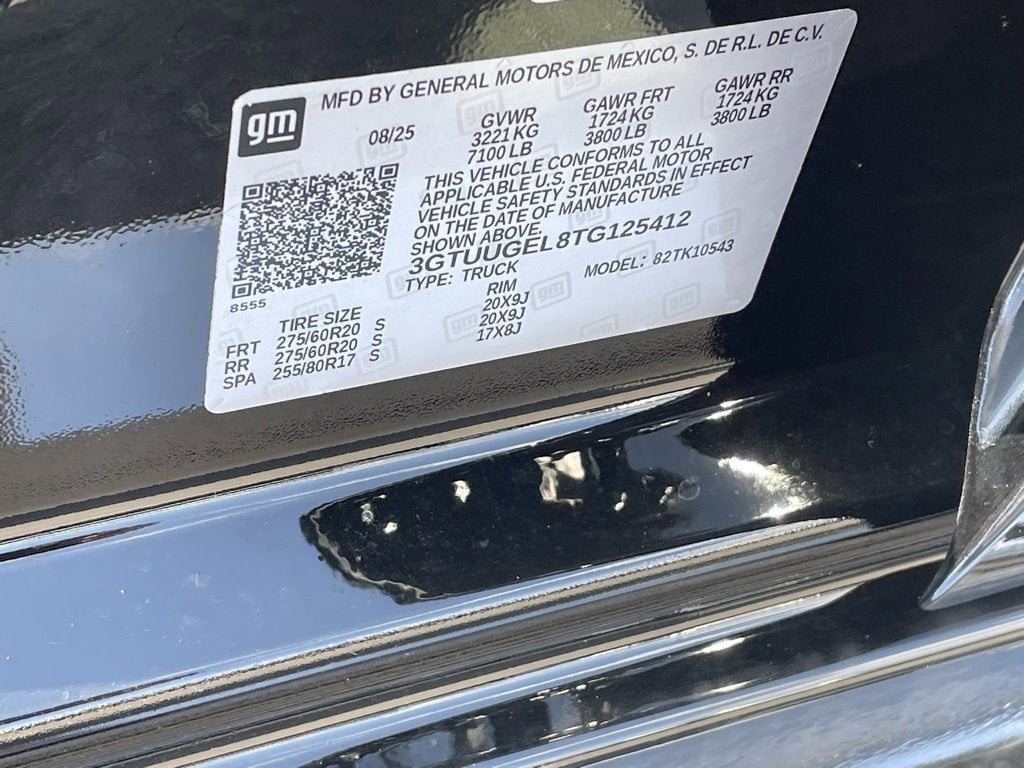 MFD BY GENERAL MOTORS DE MEXICO, S. DE R.L. DE C.V.
gm
08/25
GVWR GAWR FRT GAWR RR
3221 KG 1724 KG 1724 KG
7100 LB 3800 LB 3800 LB
THIS VEHICLE CONFORMS TO ALL
APPLICABLE U.S. FEDERAL MOTOR
VEHICLE SAFETY STANDARDS IN EFFECT
ON THE DATE OF MANUFACTURE
SHOWN ABOVE.
3GTUUGEL8TG125412
TYPE: TRUCK MODEL: 82TK10543
8555
TIRE SIZE RIM
FRT 275/60R20 S 20X9J
RR 275/60R20 S 20X9J
SPA 255/80R17 S 17X8J